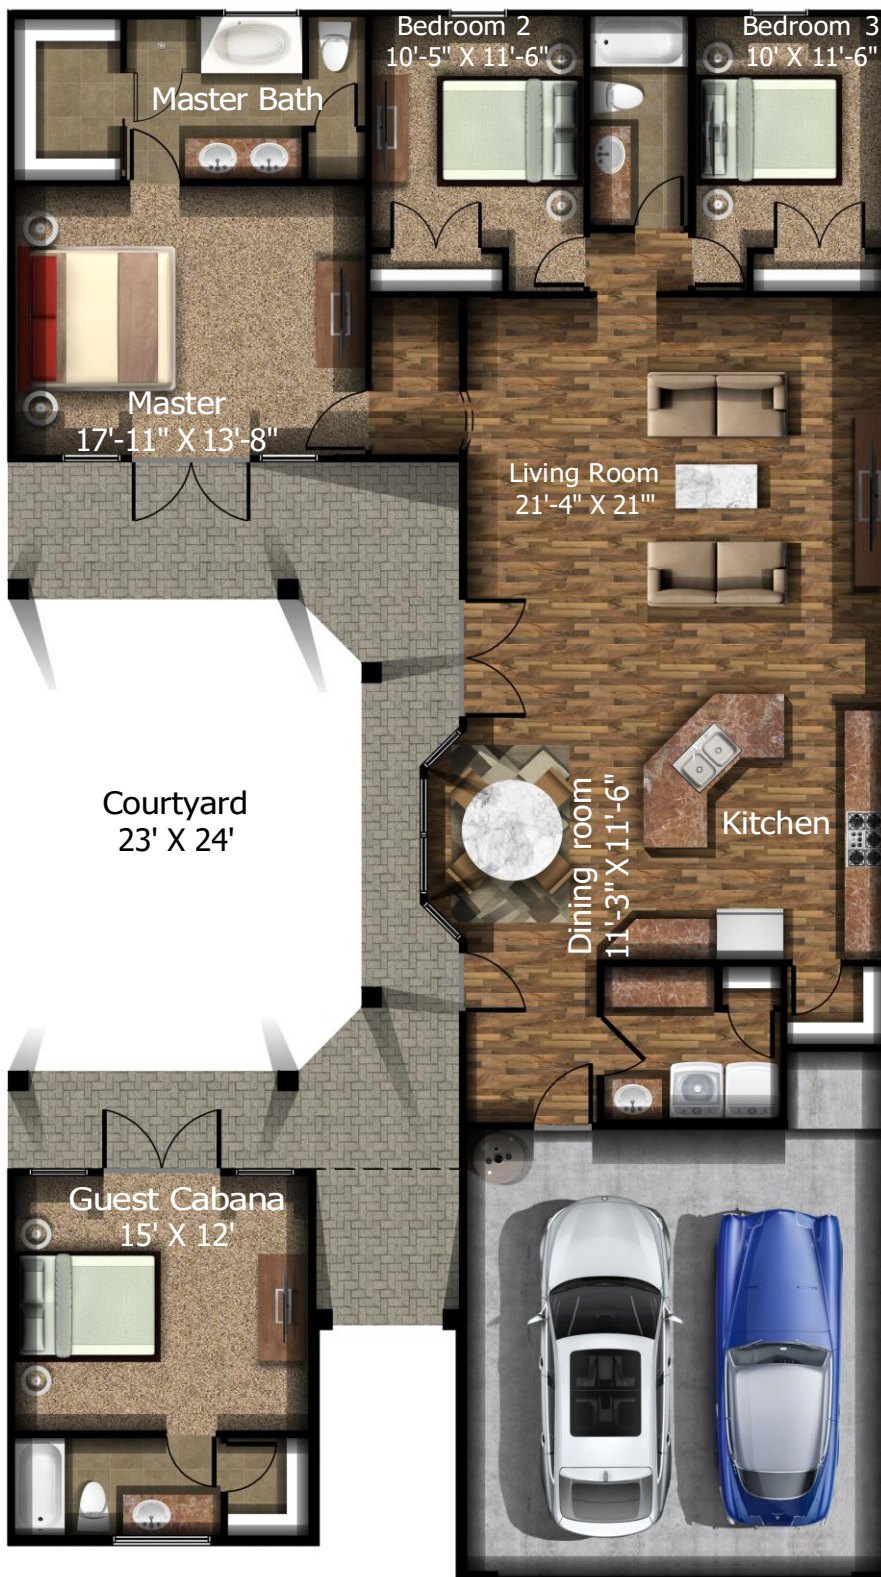 Bedroom 2
10'-5" X 11'-6"
Bedroom 3
10' X 11'-6"
Master Bath
Master
17'-11" X 13'-8"
Living Room
21'-4" X 21'"
Courtyard
23' X 24'
Dining room
11'-3" X 11'-6"
Kitchen
Guest Cabana
15' X 12'